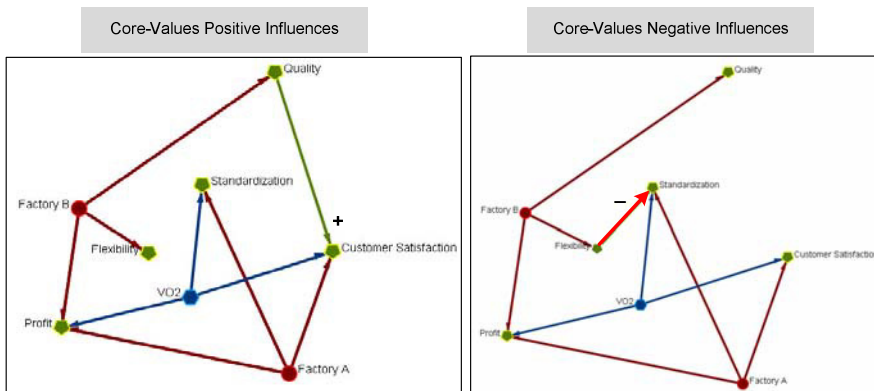 Core-Values Positive Influences
Quality
Standardization
Factory B
+
Flexibility
Customer Satisfaction
VO2
Profit
Factory A
Core-Values Negative Influences
Quality
Standardization
–
Factory B
Flexibility
Customer Satisfaction
VO2
Profit
Factory A